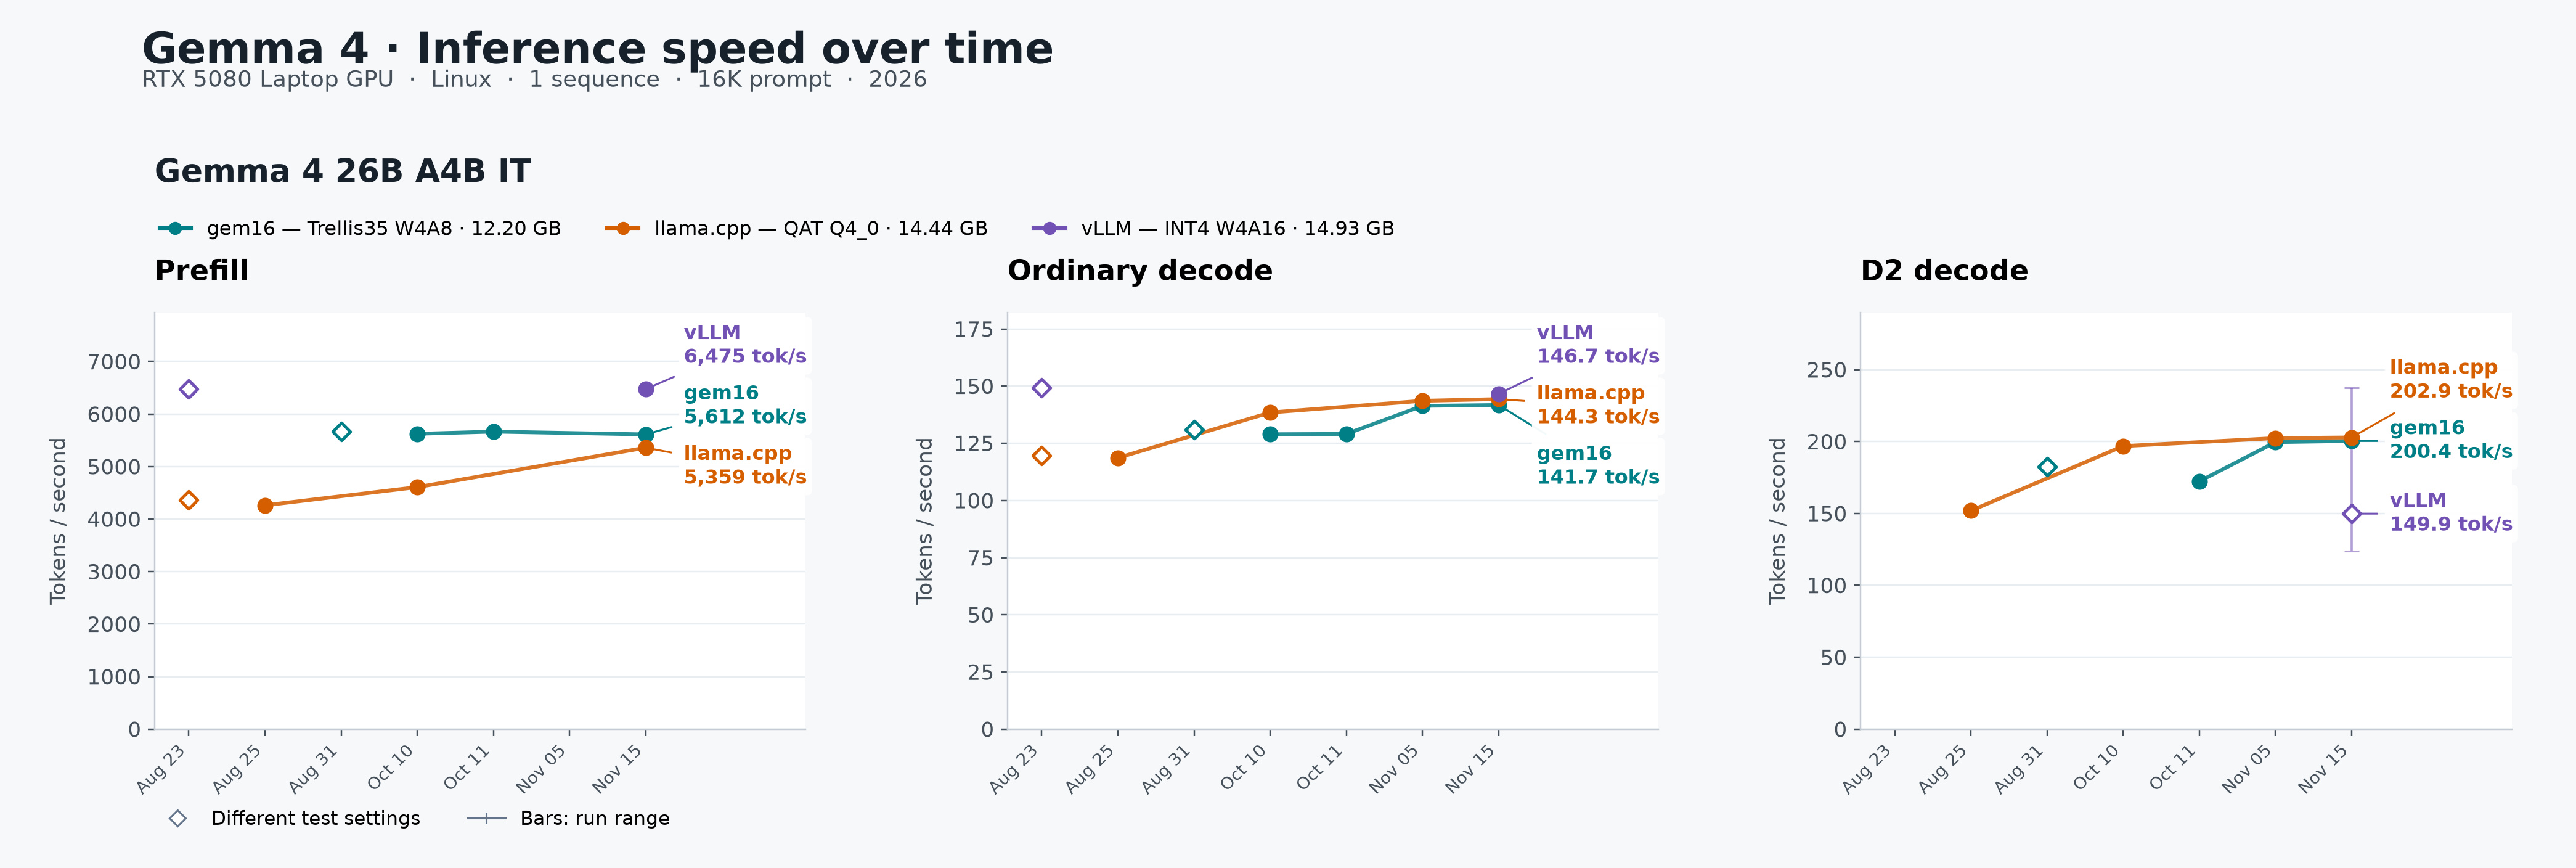 Gemma 4 · Inference speed over time
RTX 5080 Laptop GPU · Linux · 1 sequence · 16K prompt · 2026
Gemma 4 26B A4B IT
gem16 — Trellis35 W4A8 · 12.20 GB
llama.cpp — QAT Q4_0 · 14.44 GB
vLLM — INT4 W4A16 · 14.93 GB
Prefill
Tokens / second
7000
6000
5000
4000
3000
2000
1000
0
vLLM
6,475 tok/s
gem16
5,612 tok/s
llama.cpp
5,359 tok/s
Aug 23
Aug 25
Aug 31
Oct 10
Oct 11
Nov 05
Nov 15
Ordinary decode
Tokens / second
175
150
125
100
75
50
25
0
vLLM
146.7 tok/s
llama.cpp
144.3 tok/s
gem16
141.7 tok/s
Aug 23
Aug 25
Aug 31
Oct 10
Oct 11
Nov 05
Nov 15
D2 decode
Tokens / second
250
200
150
100
50
0
llama.cpp
202.9 tok/s
gem16
200.4 tok/s
vLLM
149.9 tok/s
Aug 23
Aug 25
Aug 31
Oct 10
Oct 11
Nov 05
Nov 15
Different test settings
Bars: run range